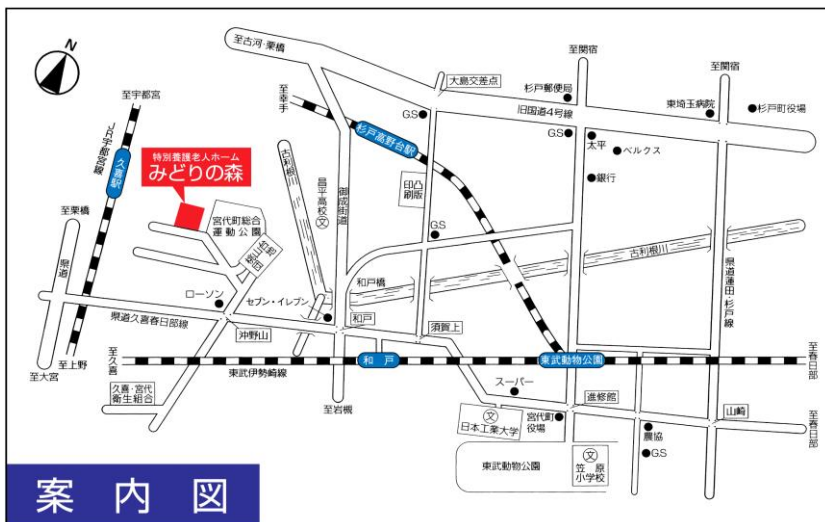 N
至古河・栗橋
至関宿
至関宿
大島交差点
杉戸郵便局
至幸手
至宇都宮
旧国道4号線
東埼玉病院
杉戸町役場
G.S
G.S
杉戸高野台駅
太平
ベルクス
JR宇都宮線
久喜駅
特別養護老人ホーム
みどりの森
古利根川
昌平高校
文
御成街道
凸版
印刷
銀行
至栗橋
宮代町総合
運動公園
G.S
古利根川
県道
和戸橋
県道蓮田・杉戸線
ローソン
セブン・イレブン
県道久喜春日部線
沖野山
和戸
須賀上
至上野
至大宮
至久喜
東武伊勢崎線
和戸
東武動物公園
至春日部
久喜・宮代
衛生組合
至岩槻
スーパー
進修館
山崎
至春日部
文
日本工業大学
宮代町
役場
農協
G.S
東武動物公園
文
笠原
小学校
案内図